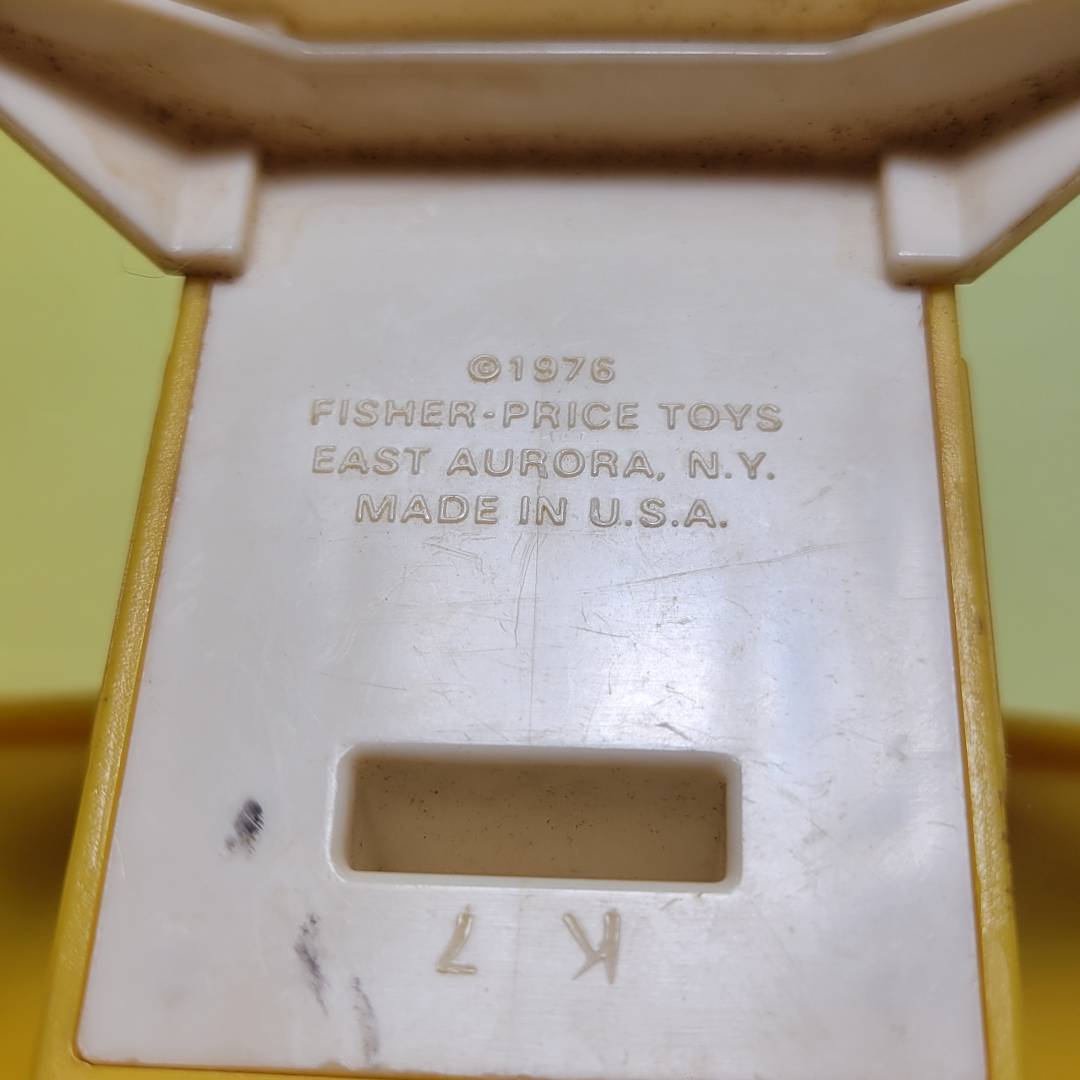 ©1976
FISHER-PRICE TOYS
EAST AURORA, N.Y.
MADE IN U.S.A.
K 7